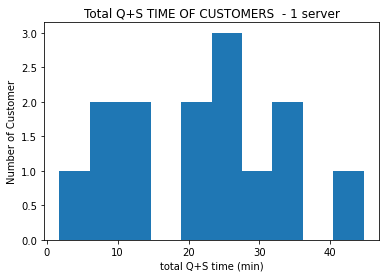 Total Q+S TIME OF CUSTOMERS  - 1 server
Number of Customer
3.0
2.5
2.0
1.5
1.0
0.5
0.0
0 10 20 30 40
total Q+S time (min)